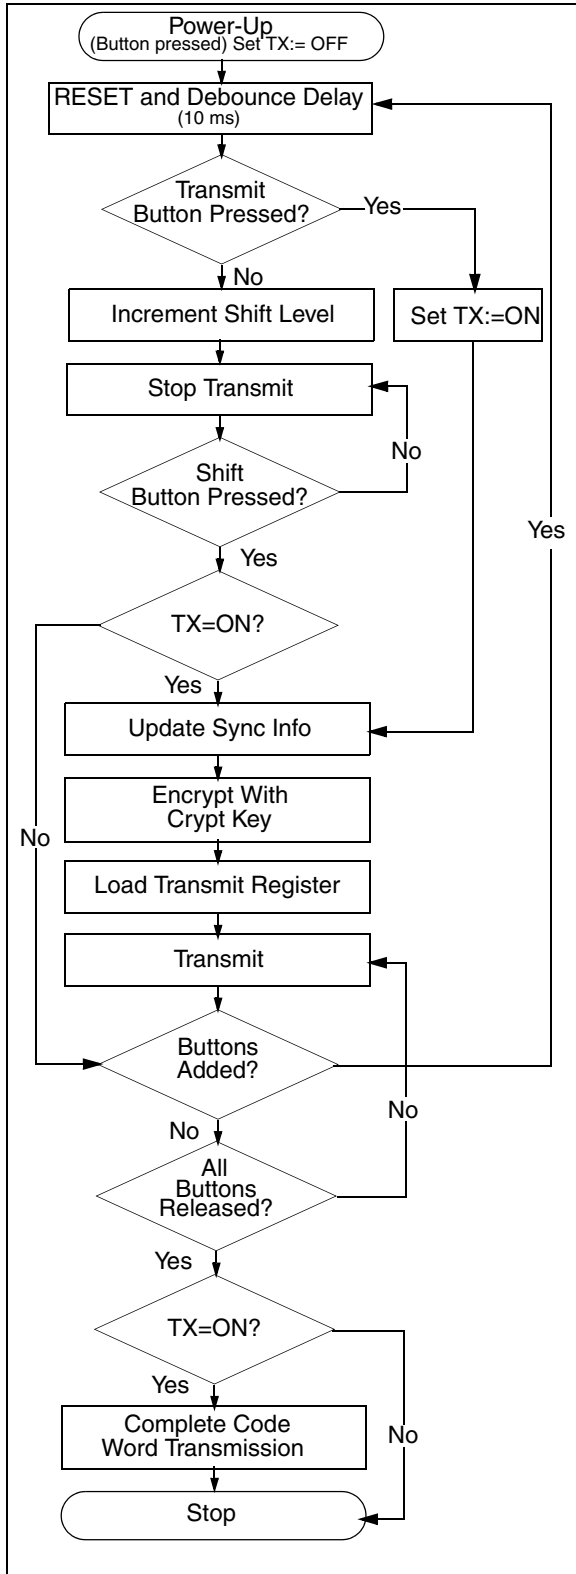 Power-Up
(Button pressed) Set TX:= OFF
RESET and Debounce Delay
(10 ms)
Transmit
Button Pressed?
Yes
No
Increment Shift Level
Set TX:=ON
Stop Transmit
No
Shift
Button Pressed?
Yes
Yes
TX=ON?
Yes
Update Sync Info
Encrypt With
Crypt Key
No
Load Transmit Register
Transmit
Buttons
Added?
No
No
All
Buttons
Released?
Yes
TX=ON?
Yes
Complete Code
Word Transmission
No
Stop